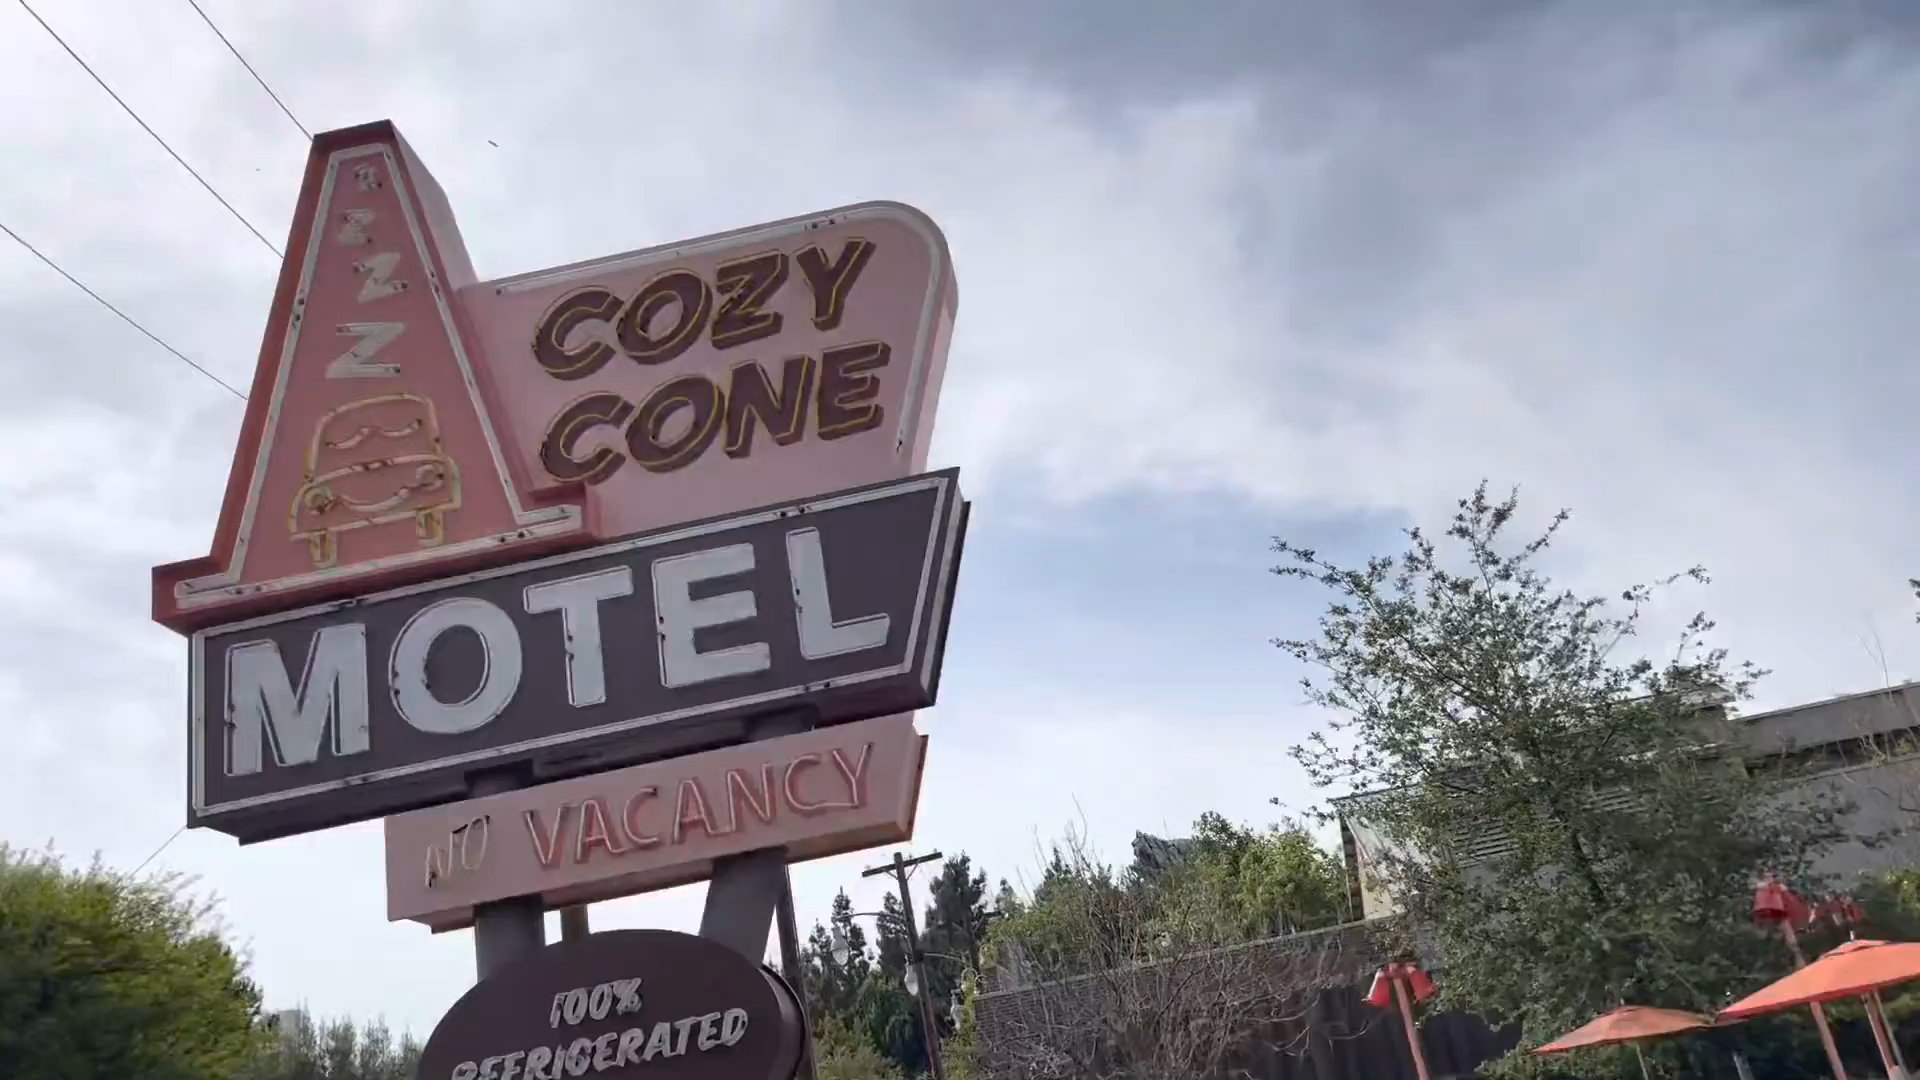 Z
Z
Z
Z
COZY
CONE
MOTEL
NO VACANCY
100%
REFRIGERATED